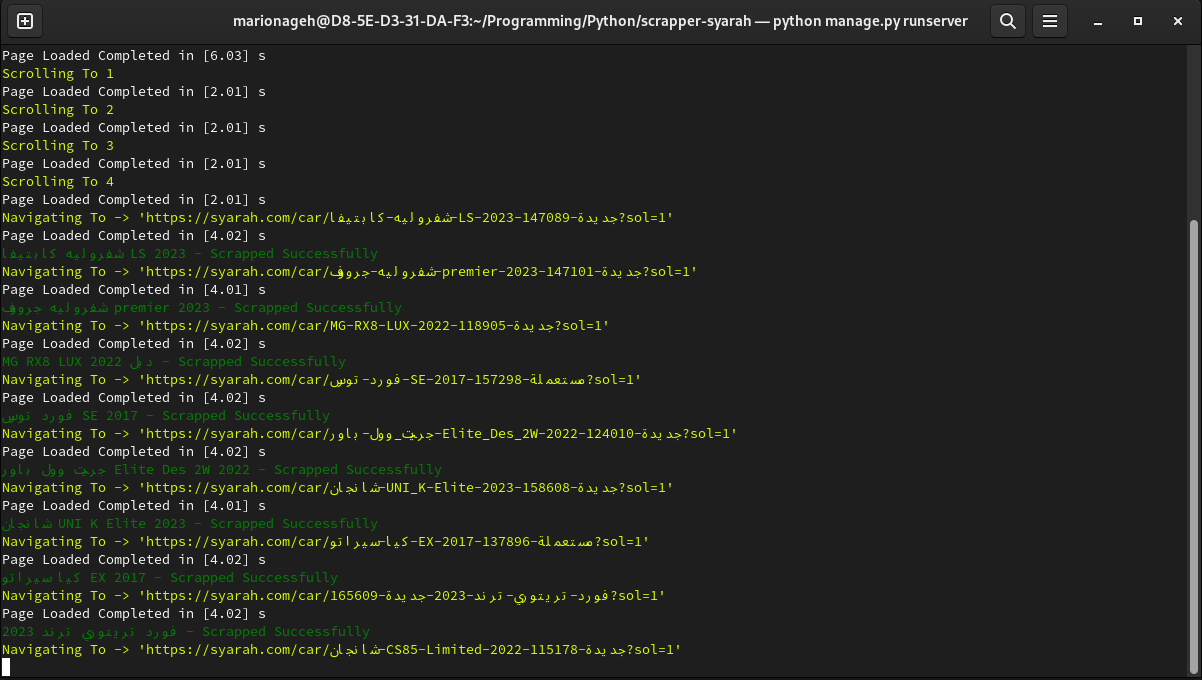 marionageh@D8-5E-D3-31-DA-F3:~/Programming/Python/scrapper-syarah — python manage.py runserver
Page Loaded Completed in [6.03] s
Scrolling To 1
Page Loaded Completed in [2.01] s
Scrolling To 2
Page Loaded Completed in [2.01] s
Scrolling To 3
Page Loaded Completed in [2.01] s
Scrolling To 4
Page Loaded Completed in [2.01] s
Navigating To -> 'https://syarah.com/car/شفروليه-كابتيفا-LS-2023-147089-جديدة?sol=1'
Page Loaded Completed in [4.02] s
شفروليه كابتيفا LS 2023 - Scrapped Successfully
Navigating To -> 'https://syarah.com/car/شفروليه-جروف-premier-2023-147101-جديدة?sol=1'
Page Loaded Completed in [4.01] s
شفروليه جروف premier 2023 - Scrapped Successfully
Navigating To -> 'https://syarah.com/car/MG-RX8-LUX-2022-118905-جديدة?sol=1'
Page Loaded Completed in [4.02] s
MG RX8 LUX 2022 دبل - Scrapped Successfully
Navigating To -> 'https://syarah.com/car/فورد-توسي-SE-2017-157298-مستعملة?sol=1'
Page Loaded Completed in [4.02] s
فورد توسي SE 2017 - Scrapped Successfully
Navigating To -> 'https://syarah.com/car/جريت_وول-باور-Elite_Des_2W-2022-124010-جديدة?sol=1'
Page Loaded Completed in [4.02] s
جريت وول باور Elite Des 2W 2022 - Scrapped Successfully
Navigating To -> 'https://syarah.com/car/شانجان-UNI_K-Elite-2023-158608-جديدة?sol=1'
Page Loaded Completed in [4.01] s
شانجان UNI K Elite 2023 - Scrapped Successfully
Navigating To -> 'https://syarah.com/car/كيا-سيراتو-EX-2017-137896-مستعملة?sol=1'
Page Loaded Completed in [4.02] s
كيا سيراتو EX 2017 - Scrapped Successfully
Navigating To -> 'https://syarah.com/car/فورد-تريتوري-ترند-2023-جديدة-165609?sol=1'
Page Loaded Completed in [4.02] s
فورد تريتوري ترند 2023 - Scrapped Successfully
Navigating To -> 'https://syarah.com/car/شانجان-CS85-Limited-2022-115178-جديدة?sol=1'